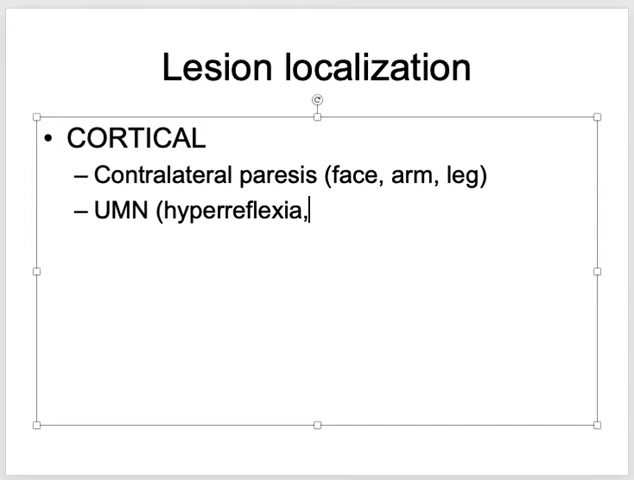 Lesion localization
• CORTICAL
– Contralateral paresis (face, arm, leg)
– UMN (hyperreflexia,